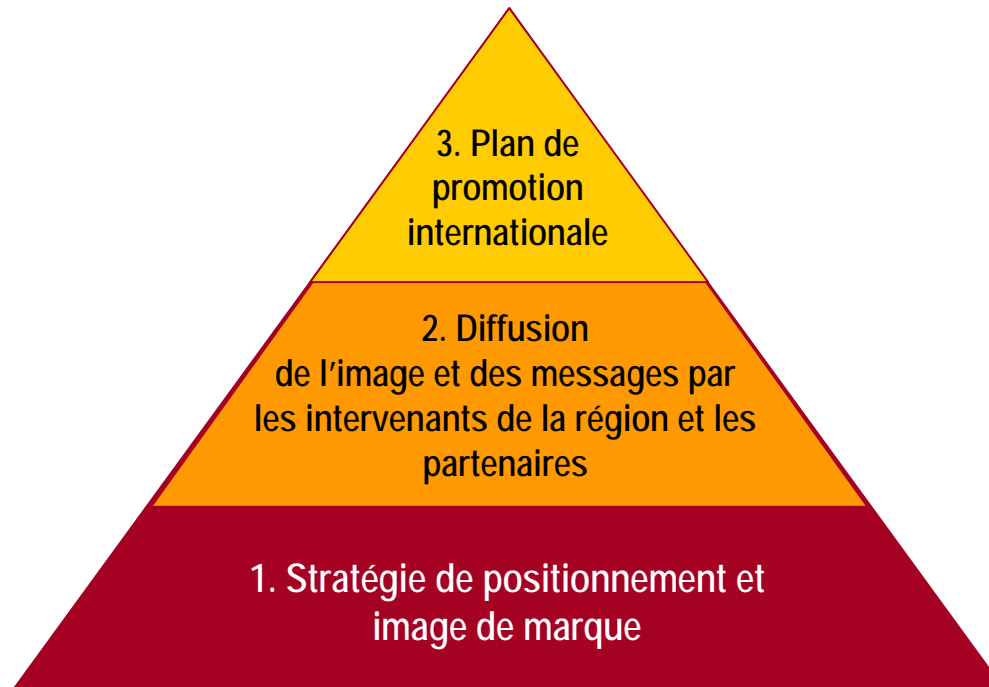 3. Plan de
promotion
internationale
2. Diffusion
de l’image et des messages par
les intervenants de la région et les
partenaires
1. Stratégie de positionnement et
image de marque